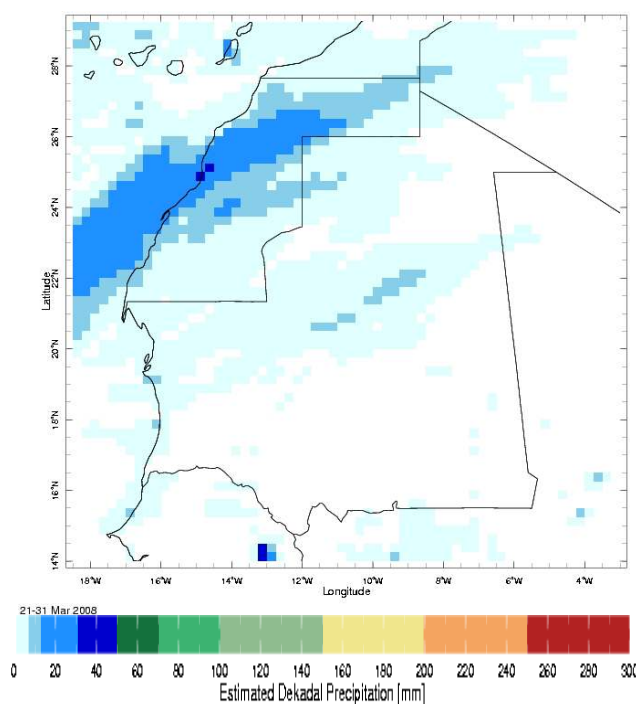 28°N
26°N
24°N
22°N
20°N
18°N
16°N
14°N
Latitude
18°W 16°W 14°W 12°W 10°W 8°W 6°W 4°W
Longitude
21-31 Mar 2008
0 20 40 60 80 100 120 140 160 180 200 220 240 260 280 300
Estimated Dekadal Precipitation [mm]